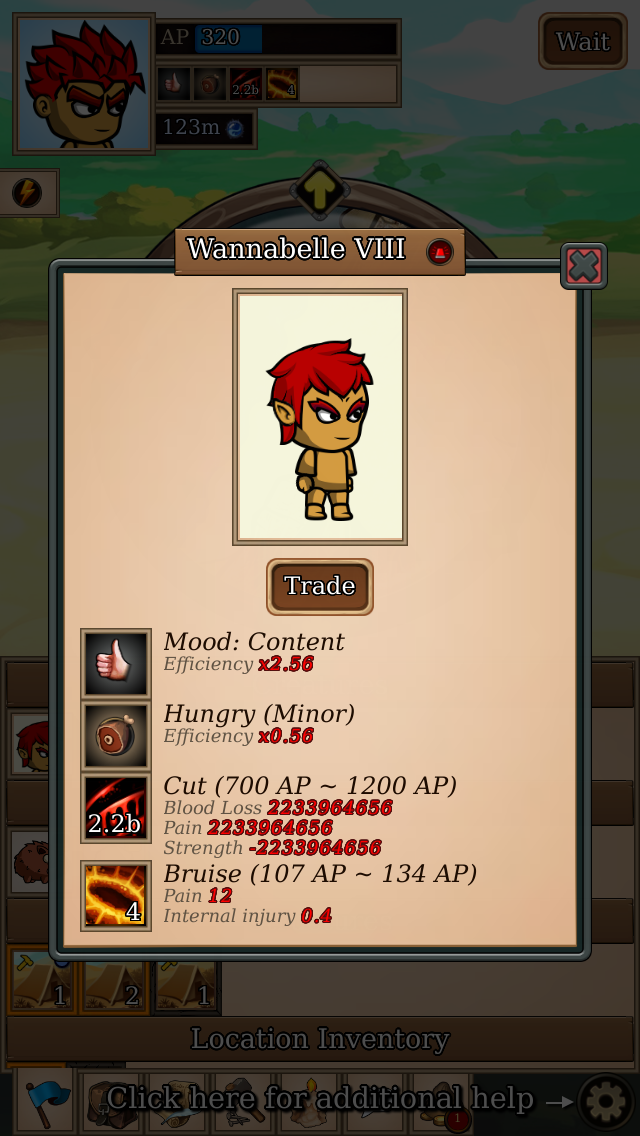 AP 320
Wait
2.2b
4
123m
Wannabelle VIII
Trade
Mood: Content
Efficiency x2.56
Hungry (Minor)
Efficiency x0.56
Cut (700 AP ~ 1200 AP)
Blood Loss 2233964656
Pain 2233964656
Strength -2233964656
2.2b
Bruise (107 AP ~ 134 AP)
Pain 12
Internal injury 0.4
4
1
2
1
Location Inventory
Click here for additional help →
1